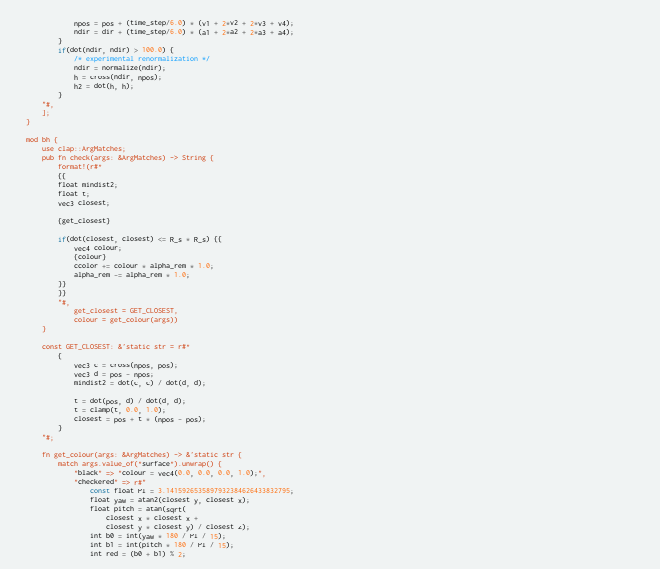 npos = pos + (time_step/6.0) * (v1 + 2*v2 + 2*v3 + v4);
ndir = dir + (time_step/6.0) * (a1 + 2*a2 + 2*a3 + a4);
}
if(dot(ndir, ndir) > 100.0) {
/* experimental renormalization */
ndir = normalize(ndir);
h = cross(ndir, npos);
h2 = dot(h, h);
}
"#,
];
}
mod bh {
use clap::ArgMatches;
pub fn check(args: &ArgMatches) -> String {
format!(r#"
{{
float mindist2;
float t;
vec3 closest;
{get_closest}
if(dot(closest, closest) <= R_s * R_s) {{
vec4 colour;
{colour}
ccolor += colour * alpha_rem * 1.0;
alpha_rem -= alpha_rem * 1.0;
}}
}}
"#,
get_closest = GET_CLOSEST,
colour = get_colour(args))
}
const GET_CLOSEST: &'static str = r#"
{
vec3 c = cross(npos, pos);
vec3 d = pos - npos;
mindist2 = dot(c, c) / dot(d, d);
t = dot(pos, d) / dot(d, d);
t = clamp(t, 0.0, 1.0);
closest = pos + t * (npos - pos);
}
"#;
fn get_colour(args: &ArgMatches) -> &'static str {
match args.value_of("surface").unwrap() {
"black" => "colour = vec4(0.0, 0.0, 0.0, 1.0);",
"checkered" => r#"
const float PI = 3.1415926535897932384626433832795;
float yaw = atan2(closest y, closest x);
float pitch = atan(sqrt(
closest x * closest x +
closest y * closest y) / closest z);
int b0 = int(yaw * 180 / PI / 15);
int b1 = int(pitch * 180 / PI / 15);
int red = (b0 + b1) % 2;